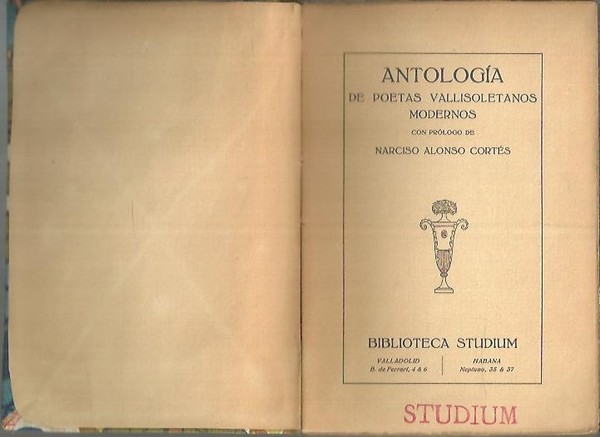 ANTOLOGÍA
DE POETAS VALLISOLETANOS
MODERNOS
CON PRÓLOGO DE
NARCISO ALONSO CORTÉS
BIBLIOTECA STUDIUM
VALLADOLID
B. de Ferrari, 4 & 6
HABANA
Neptuno, 35 & 37
STUDIUM